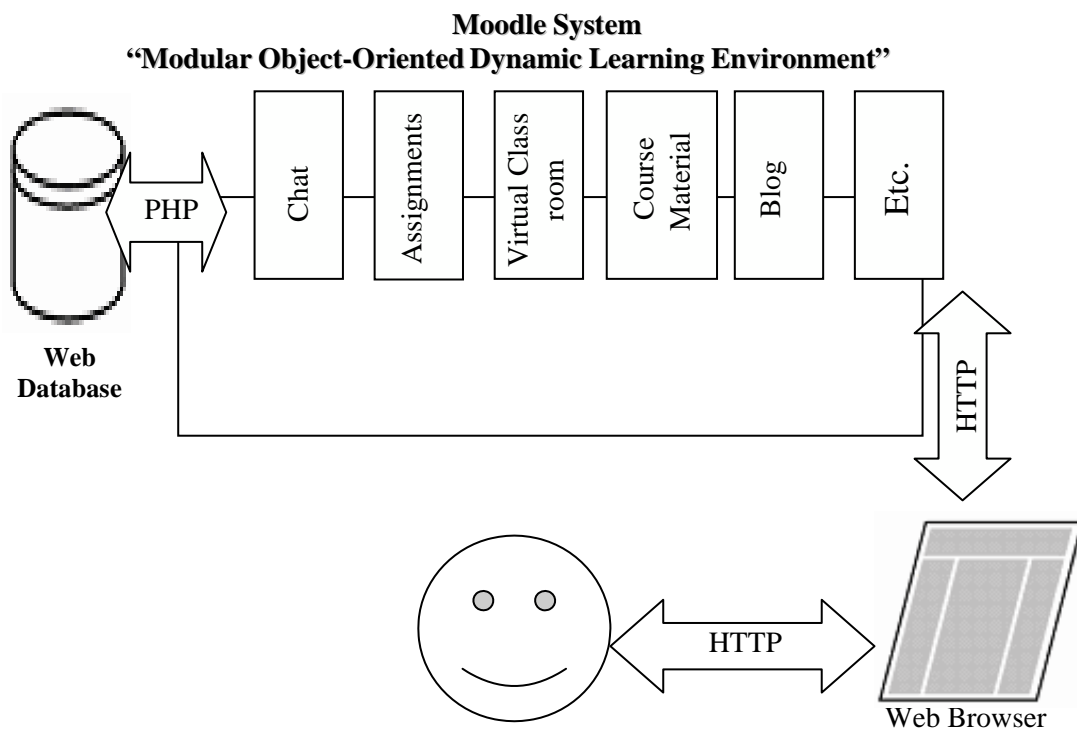 Moodle System
“Modular Object-Oriented Dynamic Learning Environment”
PHP
Chat
Assignments
Virtual Class
room
Course
Material
Blog
Etc.
Web
Database
HTTP
HTTP
Web Browser